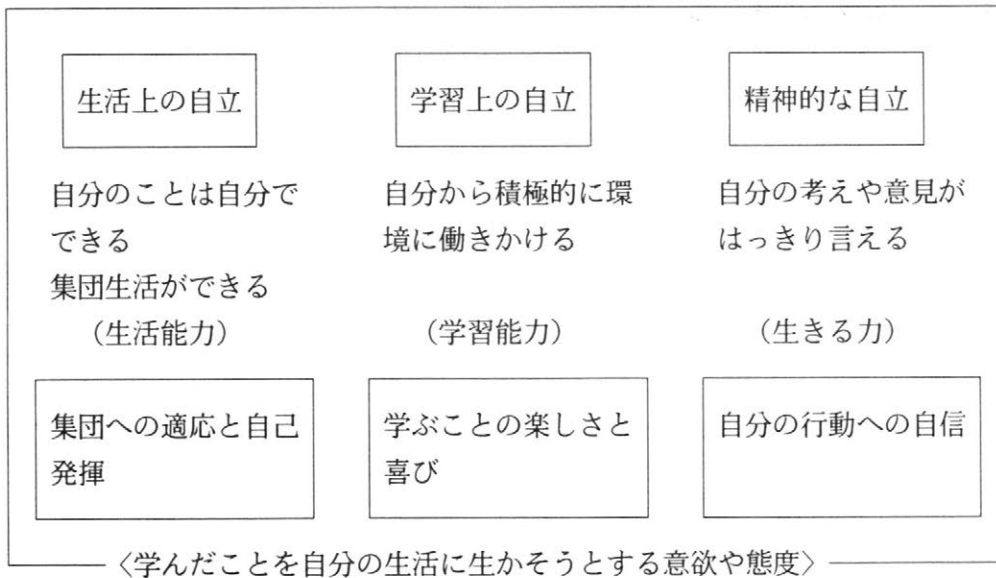 生活上の自立
自分のことは自分で
できる
集団生活ができる
（生活能力）
集団への適応と自己
発揮
学習上の自立
自分から積極的に環
境に働きかける
（学習能力）
学ぶことの楽しさと
喜び
精神的な自立
自分の考えや意見が
はっきり言える
（生きる力）
自分の行動への自信
〈学んだことを自分の生活に生かそうとする意欲や態度〉